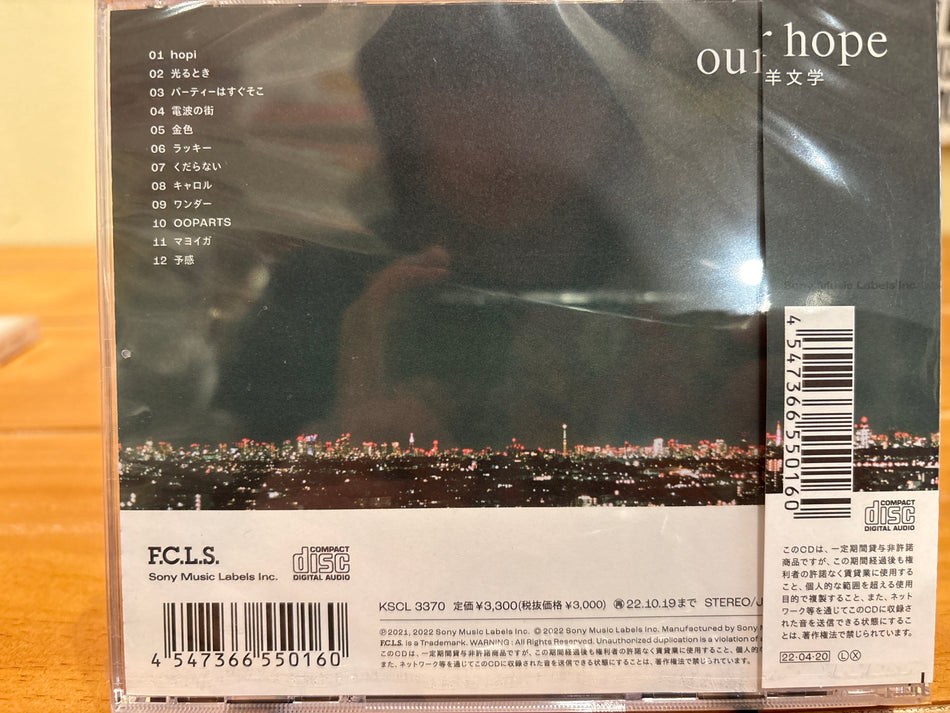 01 hopi
02 光るとき
03 パーティーはすぐそこ
04 電波の街
05 金色
06 ラッキー
07 くだらない
08 キャロル
09 ワンダー
10 OOPARTS
11 マヨイガ
12 予感
our hope
羊文学
Sony Music Labels Inc.
4 547366 550160
COMPACT
disc
DIGITAL AUDIO
このCDは、一定期間貸与非許諾
商品ですが、この期間経過後も権
利者の許諾なく賃貸業に使用する
こと、個人的な範囲を超える使用
目的で複製すること、また、ネット
ワーク等を通じてこのCDに収録され
た音を送信できる状態にするこ
とは、著作権法で禁じられています。
22・04・20 Ⓛ Ⓧ
F.C.L.S.
Sony Music Labels Inc.
COMPACT
disc
DIGITAL AUDIO
4 547366 550160
KSCL 3370 定価 ¥3,300(税抜価格 ¥3,000) 再22.10.19まで STEREO/J
℗2021, 2022 Sony Music Labels Inc. © 2022 Sony Music Labels Inc. Manufactured by Sony M
F.C.L.S. is a Trademark. WARNING: All Rights Reserved. Unauthorized duplication is a violation of
このCDは、一定期間貸与非許諾商品ですが、この期間経過後も権利者の許諾なく賃貸業に使用すること、個人的な
また、ネットワーク等を通じてこのCDに収録された音を送信できる状態にすることは、著作権法で禁じられています。